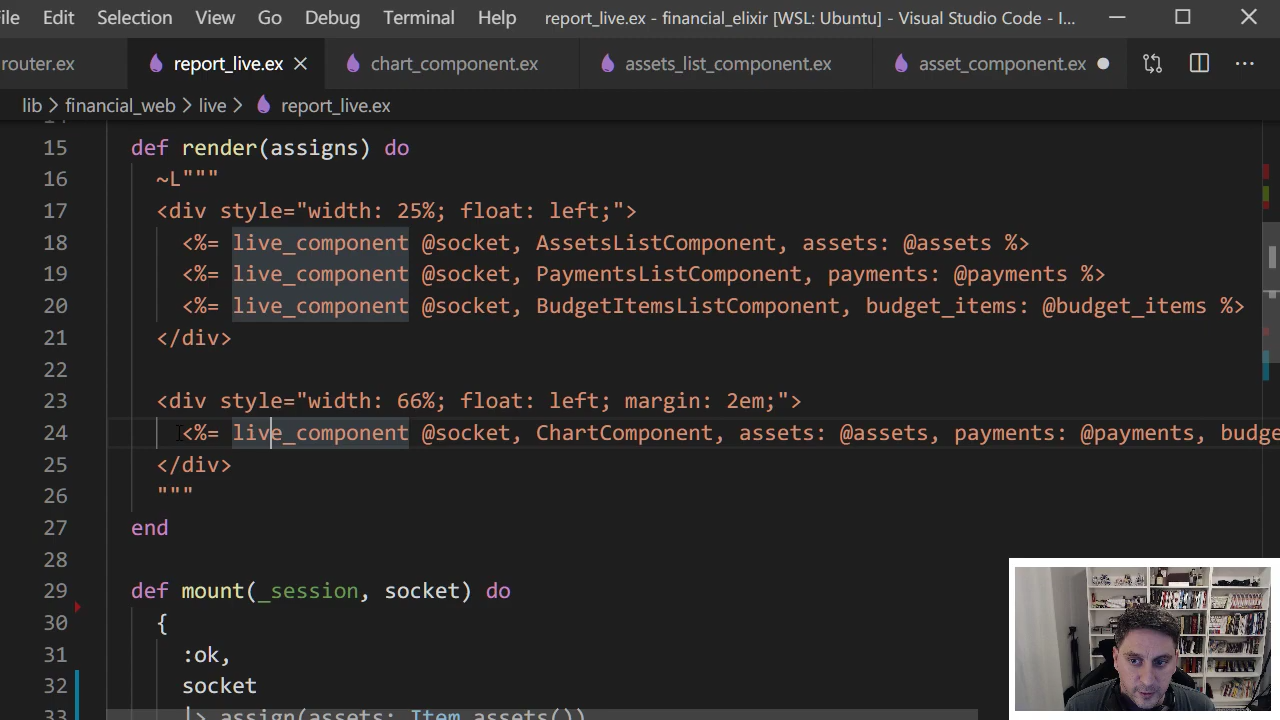 File Edit Selection View Go Debug Terminal Help report_live.ex - financial_elixir [WSL: Ubuntu] - Visual Studio Code - I...
router.ex report_live.ex chart_component.ex assets_list_component.ex asset_component.ex
lib > financial_web > live > report_live.ex
15 def render(assigns) do
16 ~L"""
17 <div style="width: 25%; float: left;">
18 <%= live_component @socket, AssetsListComponent, assets: @assets %>
19 <%= live_component @socket, PaymentsListComponent, payments: @payments %>
20 <%= live_component @socket, BudgetItemsListComponent, budget_items: @budget_items %>
21 </div>
22
23 <div style="width: 66%; float: left; margin: 2em;">
24 <%= live_component @socket, ChartComponent, assets: @assets, payments: @payments, budge
25 </div>
26 """
27 end
28
29 def mount(_session, socket) do
30 {
31 :ok,
32 socket
33 |> assign(assets: Item.assets())